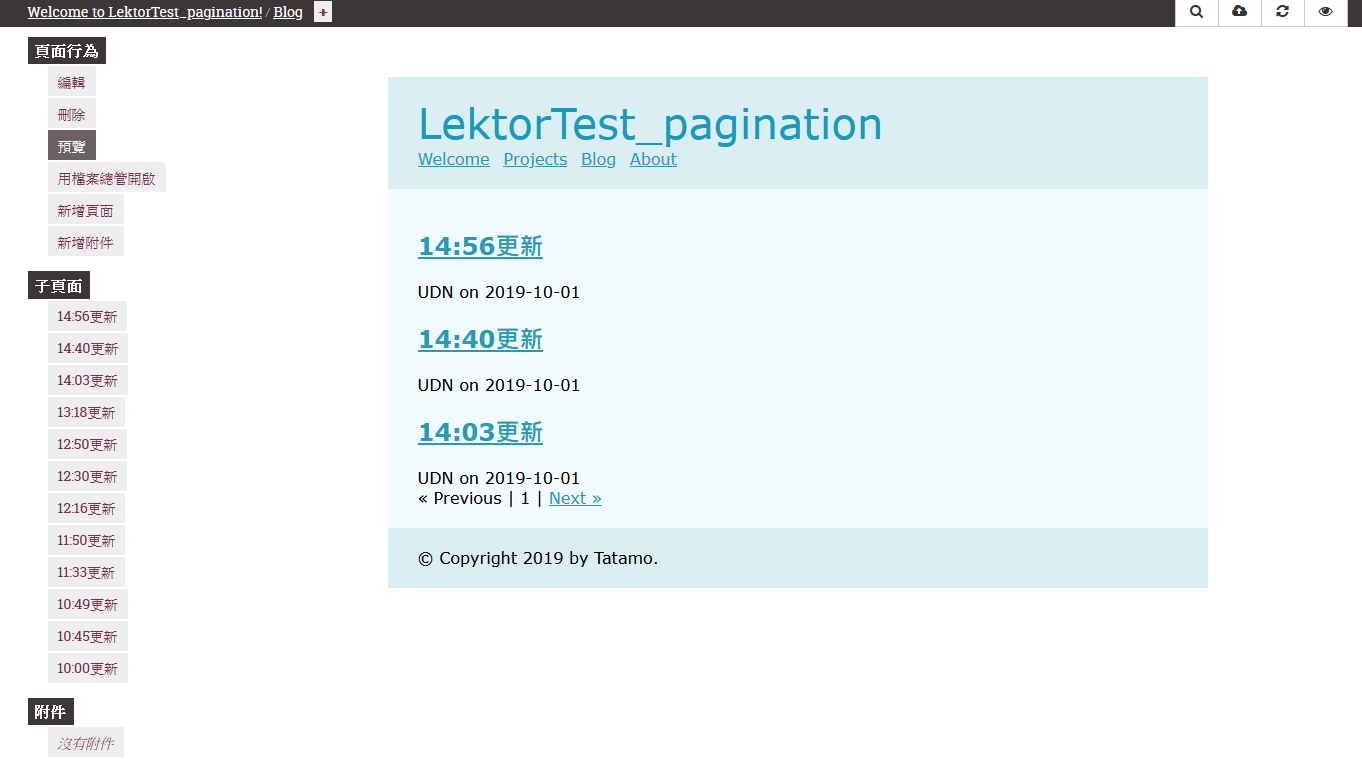 Welcome to LektorTest_pagination! / Blog +
頁面行為
編輯
刪除
預覽
用檔案總管開啟
新增頁面
新增附件
子頁面
14:56更新
14:40更新
14:03更新
13:18更新
12:50更新
12:30更新
12:16更新
11:50更新
11:33更新
10:49更新
10:45更新
10:00更新
附件
沒有附件
LektorTest_pagination
Welcome Projects Blog About
14:56更新
UDN on 2019-10-01
14:40更新
UDN on 2019-10-01
14:03更新
UDN on 2019-10-01
« Previous | 1 | Next »
© Copyright 2019 by Tatamo.